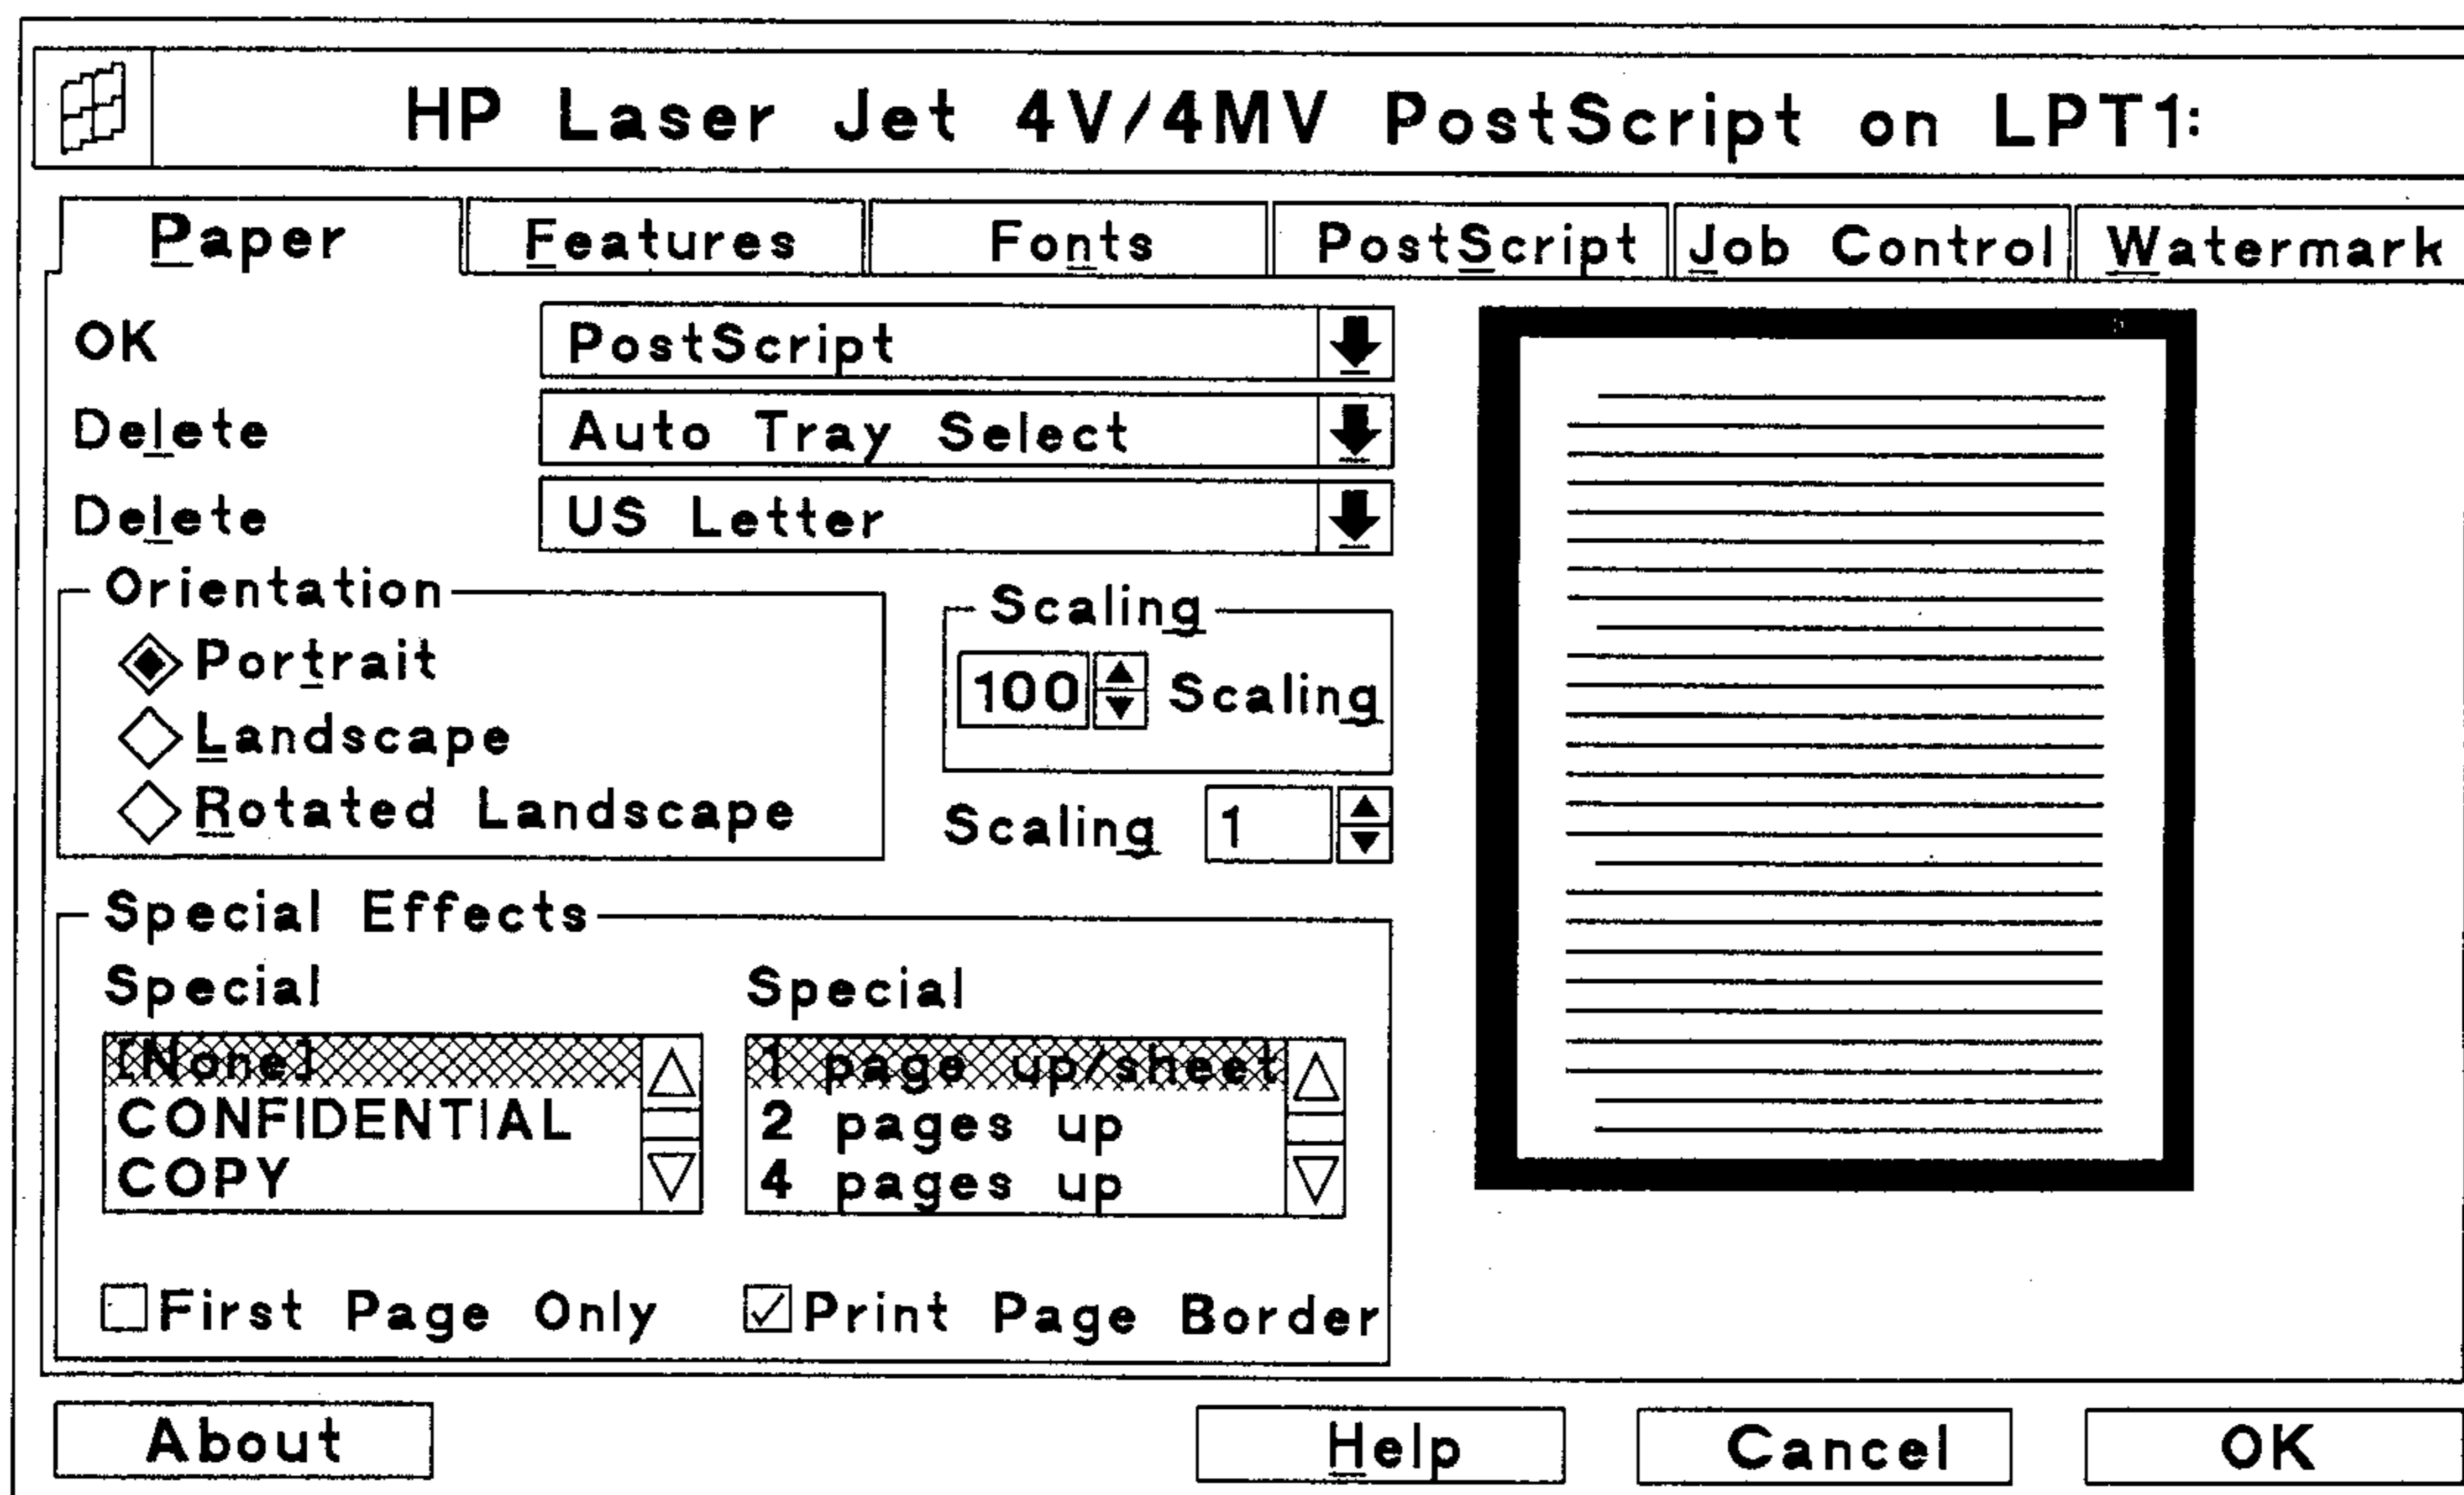 HP Laser Jet 4V/4MV PostScript on LPT1:
Paper Features Fonts PostScript Job Control Watermark
OK PostScript
Delete Auto Tray Select
Delete US Letter
Orientation
Portrait
Landscape
Rotated Landscape
Scaling
100 Scaling
Scaling 1
Special Effects
Special Special
[None] 1 page up/sheet
CONFIDENTIAL 2 pages up
COPY 4 pages up
First Page Only Print Page Border
About Help Cancel OK